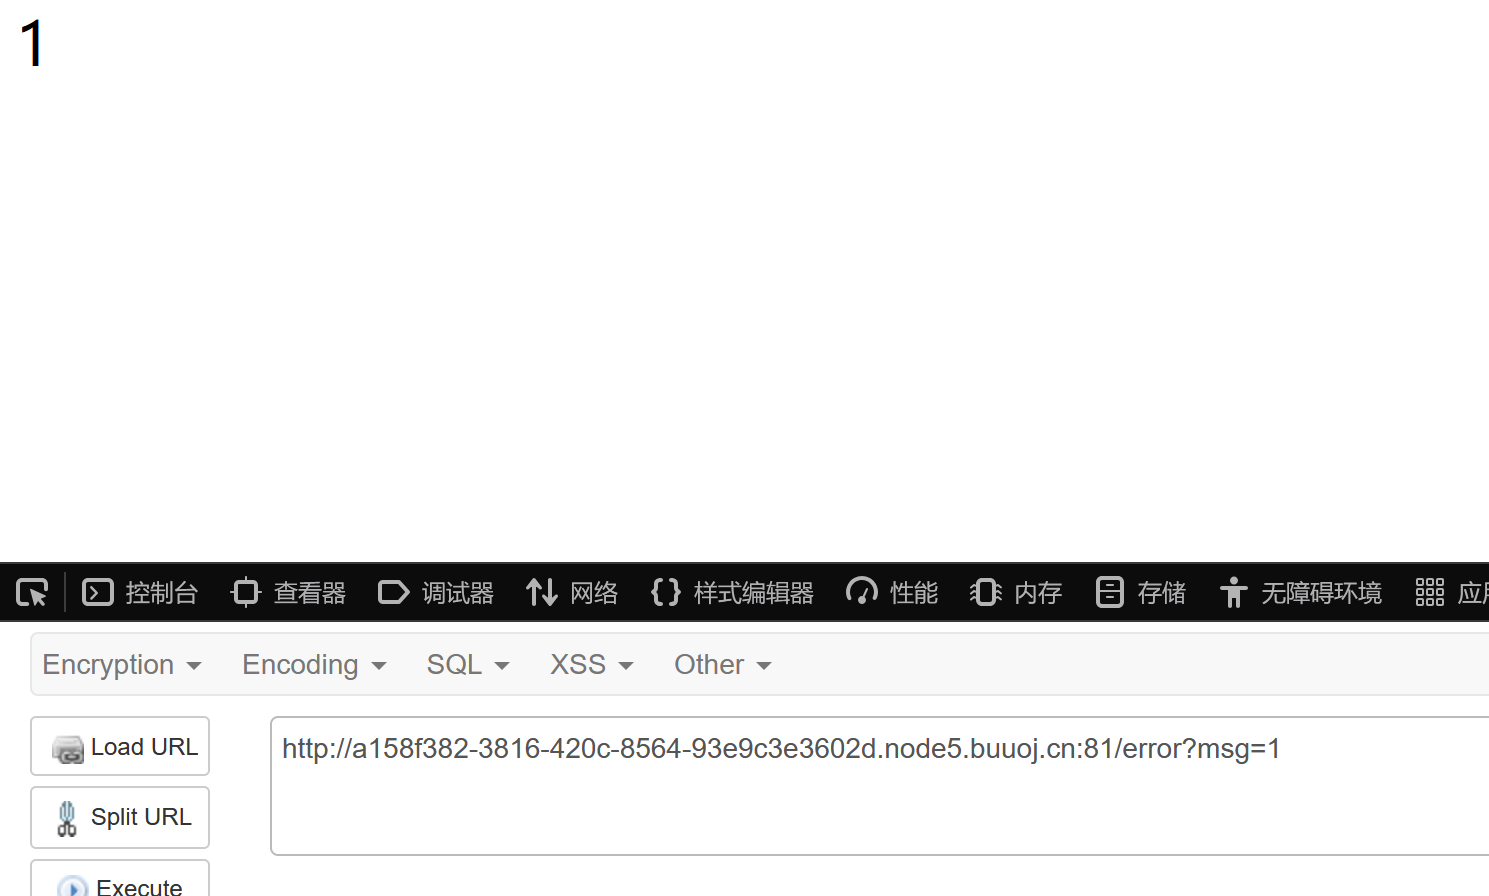 1
控制台 查看器 调试器 网络 样式编辑器 性能 内存 存储 无障碍环境 应
Encryption Encoding SQL XSS Other
Load URL
http://a158f382-3816-420c-8564-93e9c3e3602d.node5.buuoj.cn:81/error?msg=1
Split URL
Execute